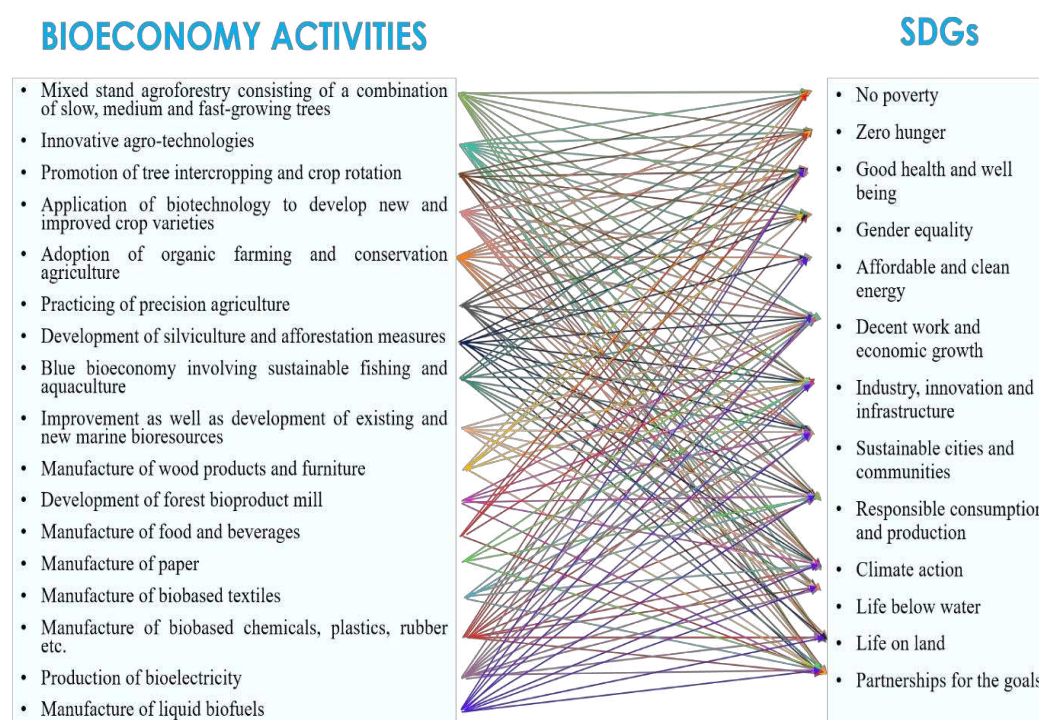 BIOECONOMY ACTIVITIES
• Mixed stand agroforestry consisting of a combination
of slow, medium and fast-growing trees
• Innovative agro-technologies
• Promotion of tree intercropping and crop rotation
• Application of biotechnology to develop new and
improved crop varieties
• Adoption of organic farming and conservation
agriculture
• Practicing of precision agriculture
• Development of silviculture and afforestation measures
• Blue bioeconomy involving sustainable fishing and
aquaculture
• Improvement as well as development of existing and
new marine bioresources
• Manufacture of wood products and furniture
• Development of forest bioproduct mill
• Manufacture of food and beverages
• Manufacture of paper
• Manufacture of biobased textiles
• Manufacture of biobased chemicals, plastics, rubber
etc.
• Production of bioelectricity
• Manufacture of liquid biofuels
SDGs
• No poverty
• Zero hunger
• Good health and well
being
• Gender equality
• Affordable and clean
energy
• Decent work and
economic growth
• Industry, innovation and
infrastructure
• Sustainable cities and
communities
• Responsible consumption
and production
• Climate action
• Life below water
• Life on land
• Partnerships for the goals